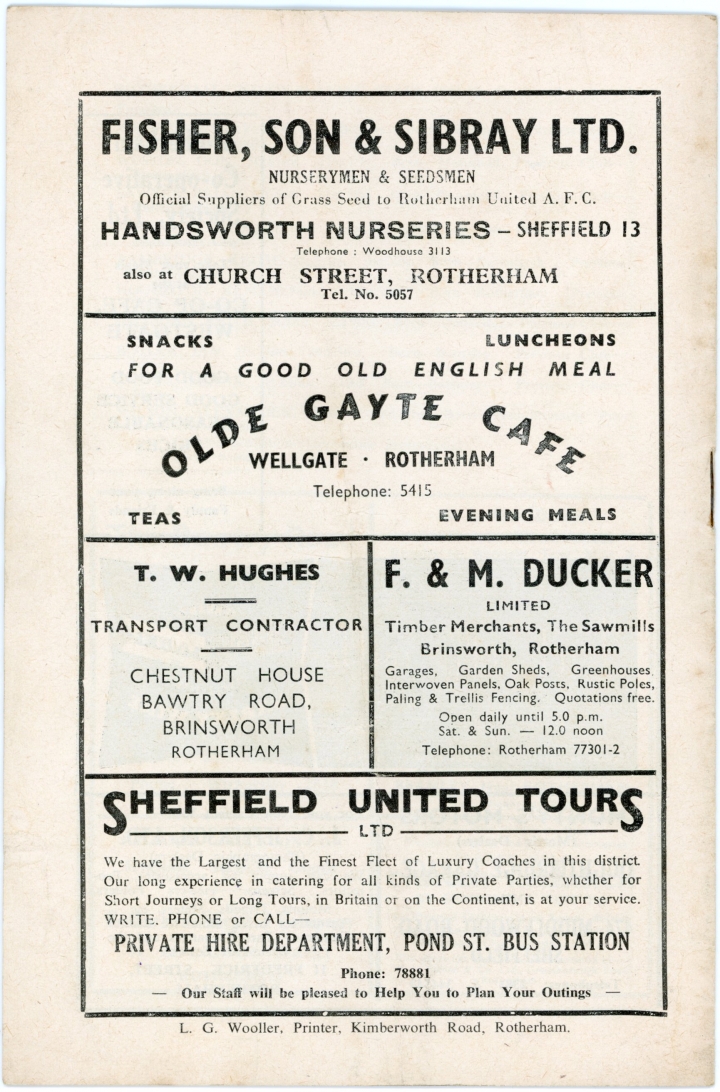 FISHER, SON & SIBRAY LTD.
NURSERYMEN & SEEDSMEN
Official Suppliers of Grass Seed to Rotherham United A. F. C.
HANDSWORTH NURSERIES – SHEFFIELD 13
Telephone : Woodhouse 3113
also at CHURCH STREET, ROTHERHAM
Tel. No. 5057
SNACKS LUNCHEONS
FOR A GOOD OLD ENGLISH MEAL
OLDE GAYTE CAFE
WELLGATE · ROTHERHAM
Telephone: 5415
TEAS EVENING MEALS
T. W. HUGHES
TRANSPORT CONTRACTOR
CHESTNUT HOUSE
BAWTRY ROAD,
BRINSWORTH
ROTHERHAM
F. & M. DUCKER
LIMITED
Timber Merchants, The Sawmills
Brinsworth, Rotherham
Garages, Garden Sheds, Greenhouses,
Interwoven Panels, Oak Posts, Rustic Poles,
Paling & Trellis Fencing. Quotations free.
Open daily until 5.0 p.m.
Sat. & Sun. — 12.0 noon
Telephone: Rotherham 77301-2
SHEFFIELD UNITED TOURS
LTD
We have the Largest and the Finest Fleet of Luxury Coaches in this district.
Our long experience in catering for all kinds of Private Parties, whether for
Short Journeys or Long Tours, in Britain or on the Continent, is at your service.
WRITE, PHONE or CALL—
PRIVATE HIRE DEPARTMENT, POND ST. BUS STATION
Phone: 78881
— Our Staff will be pleased to Help You to Plan Your Outings —
L. G. Wooller, Printer, Kimberworth Road, Rotherham.